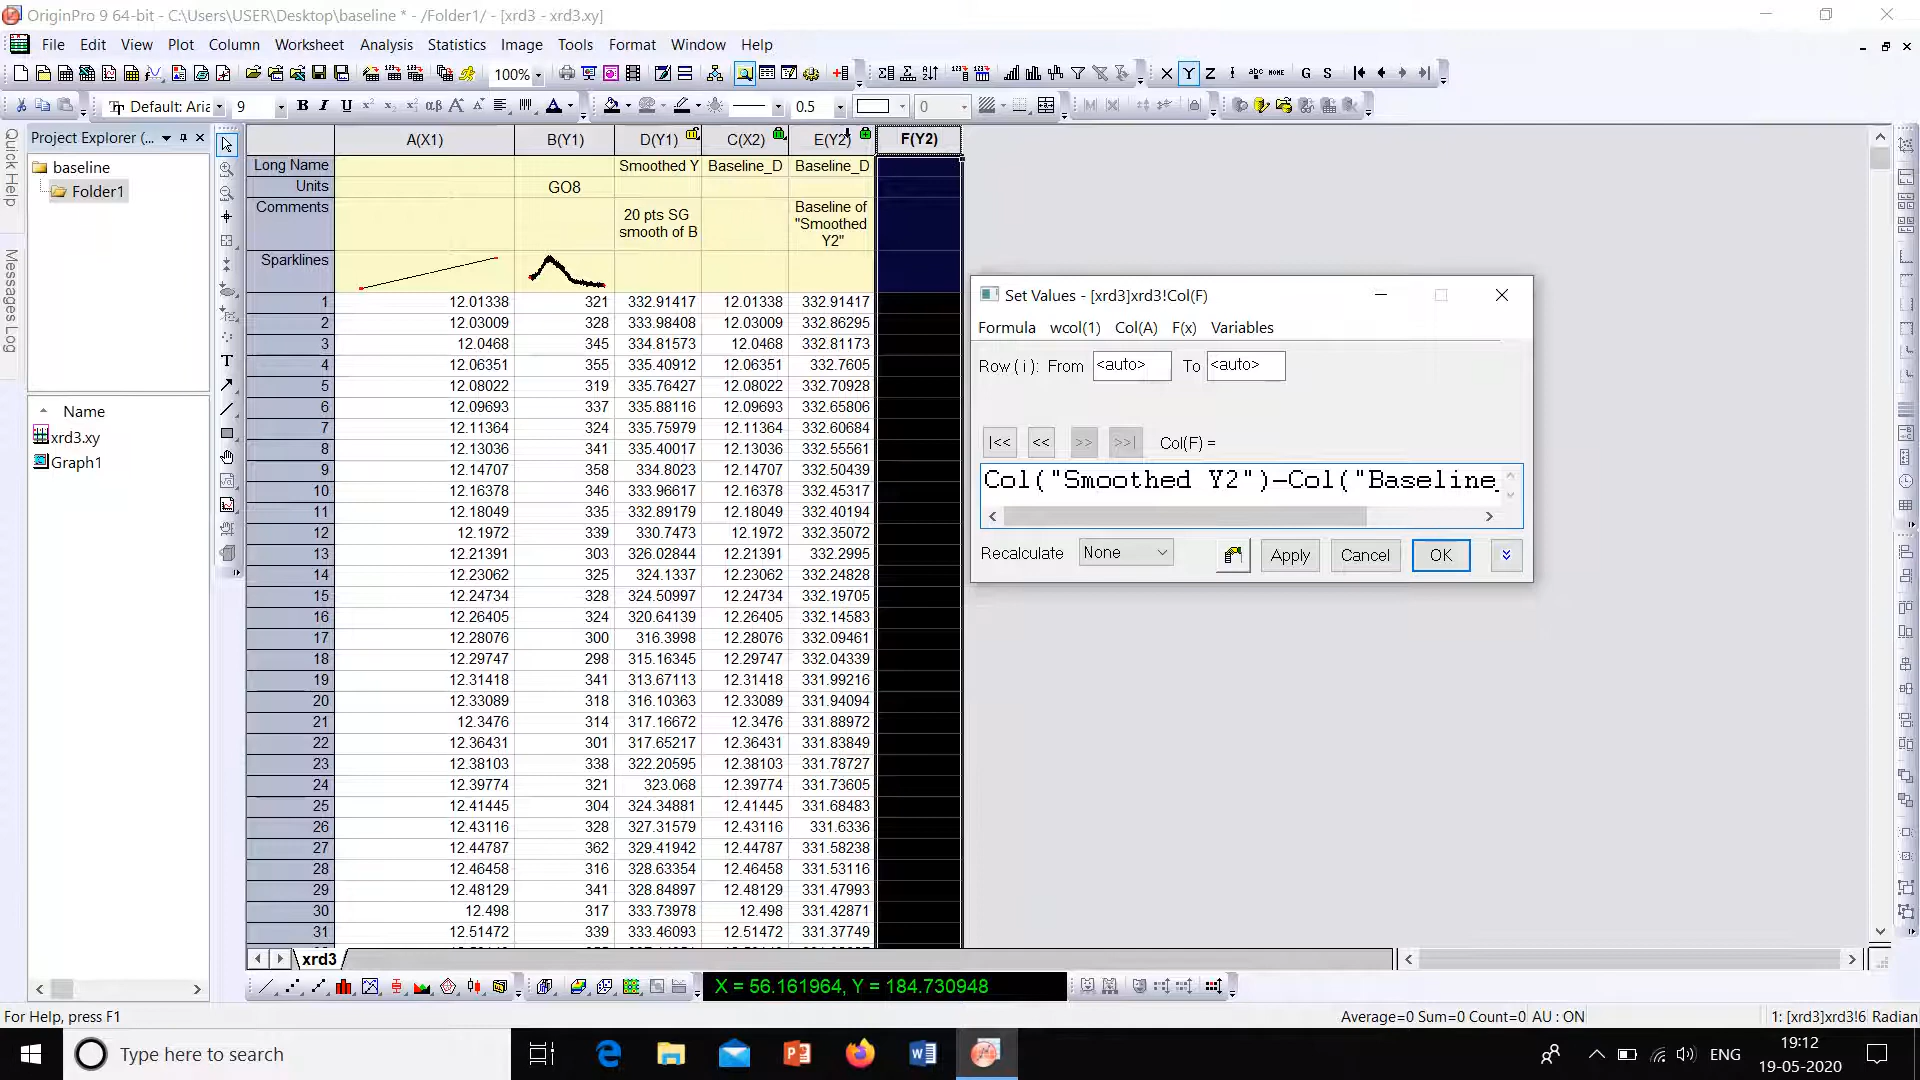 OriginPro 9 64-bit - C:\Users\USER\Desktop\baseline * - /Folder1/ - [xrd3 - xrd3.xy]
File Edit View Plot Column Worksheet Analysis Statistics Image Tools Format Window Help
100%
X Y Z G S
Default: Aria 9 B I U αβ A A A 0.5 0
Quick Help
Messages Log
Project Explorer (...
baseline
Folder1
Name
xrd3.xy
Graph1
A(X1) B(Y1) D(Y1) C(X2) E(Y2) F(Y2)
Long Name Smoothed Y Baseline_D Baseline_D
Units GO8
Comments 20 pts SG smooth of B Baseline of "Smoothed Y2"
Sparklines
1 12.01338 321 332.91417 12.01338 332.91417
2 12.03009 328 333.98408 12.03009 332.86295
3 12.0468 345 334.81573 12.0468 332.81173
4 12.06351 355 335.40912 12.06351 332.7605
5 12.08022 319 335.76427 12.08022 332.70928
6 12.09693 337 335.88116 12.09693 332.65806
7 12.11364 324 335.75979 12.11364 332.60684
8 12.13036 341 335.40017 12.13036 332.55561
9 12.14707 358 334.8023 12.14707 332.50439
10 12.16378 346 333.96617 12.16378 332.45317
11 12.18049 335 332.89179 12.18049 332.40194
12 12.1972 339 330.7473 12.1972 332.35072
13 12.21391 303 326.02844 12.21391 332.2995
14 12.23062 325 324.1337 12.23062 332.24828
15 12.24734 328 324.50997 12.24734 332.19705
16 12.26405 324 320.64139 12.26405 332.14583
17 12.28076 300 316.3998 12.28076 332.09461
18 12.29747 298 315.16345 12.29747 332.04339
19 12.31418 341 313.67113 12.31418 331.99216
20 12.33089 318 316.10363 12.33089 331.94094
21 12.3476 314 317.16672 12.3476 331.88972
22 12.36431 301 317.65217 12.36431 331.83849
23 12.38103 338 322.20595 12.38103 331.78727
24 12.39774 321 323.068 12.39774 331.73605
25 12.41445 304 324.34881 12.41445 331.68483
26 12.43116 328 327.31579 12.43116 331.6336
27 12.44787 362 329.41942 12.44787 331.58238
28 12.46458 316 328.63354 12.46458 331.53116
29 12.48129 341 328.84897 12.48129 331.47993
30 12.498 317 333.73978 12.498 331.42871
31 12.51472 339 333.46093 12.51472 331.37749
Set Values - [xrd3]xrd3!Col(F)
Formula wcol(1) Col(A) F(x) Variables
Row ( i ): From <auto> To <auto>
|<< << >> >>| Col(F) =
Col("Smoothed Y2")-Col("Baseline_
Recalculate None Apply Cancel OK
xrd3
X = 56.161964, Y = 184.730948
For Help, press F1 Average=0 Sum=0 Count=0 AU : ON 1: [xrd3]xrd3!6 Radian
Type here to search
ENG
19:12
19-05-2020